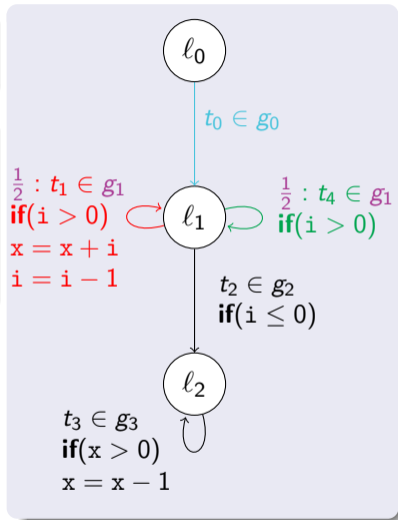 ℓ₀
t₀ ∈ g₀
½ : t₁ ∈ g₁
if(i > 0)
x = x + i
i = i − 1
ℓ₁
½ : t₄ ∈ g₁
if(i > 0)
t₂ ∈ g₂
if(i ≤ 0)
ℓ₂
t₃ ∈ g₃
if(x > 0)
x = x − 1